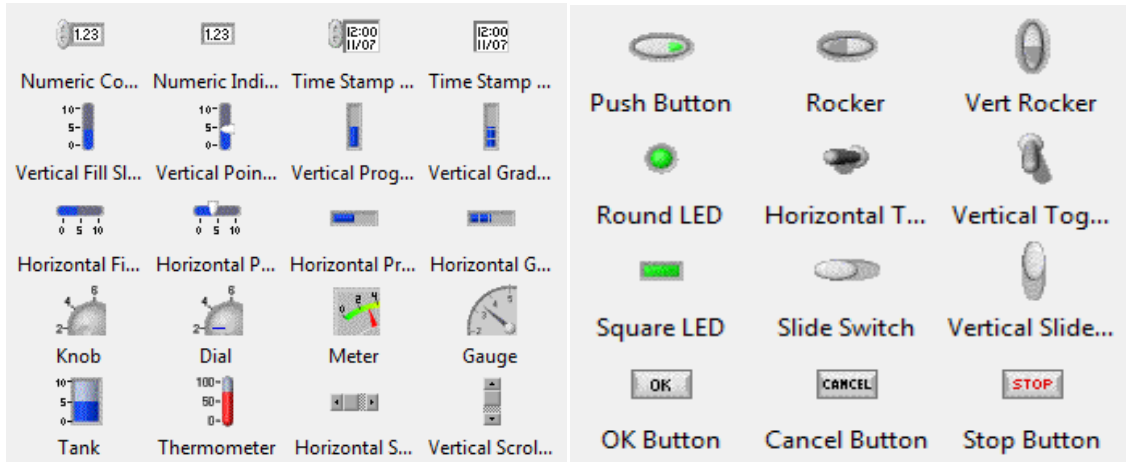 1.23 1.23 12:00 11/07 12:00 11/07
Numeric Co... Numeric Indi... Time Stamp ... Time Stamp ...
10 5 0 10 5 0
Vertical Fill Sl... Vertical Poin... Vertical Prog... Vertical Grad...
0 5 10 0 5 10
Horizontal Fi... Horizontal P... Horizontal Pr... Horizontal G...
2 4 6 2 4 6 0 2 4 2 3 4 5
Knob Dial Meter Gauge
10 5 0 100 50 0
Tank Thermometer Horizontal S... Vertical Scrol...
Push Button Rocker Vert Rocker
Round LED Horizontal T... Vertical Tog...
Square LED Slide Switch Vertical Slide...
OK CANCEL STOP
OK Button Cancel Button Stop Button